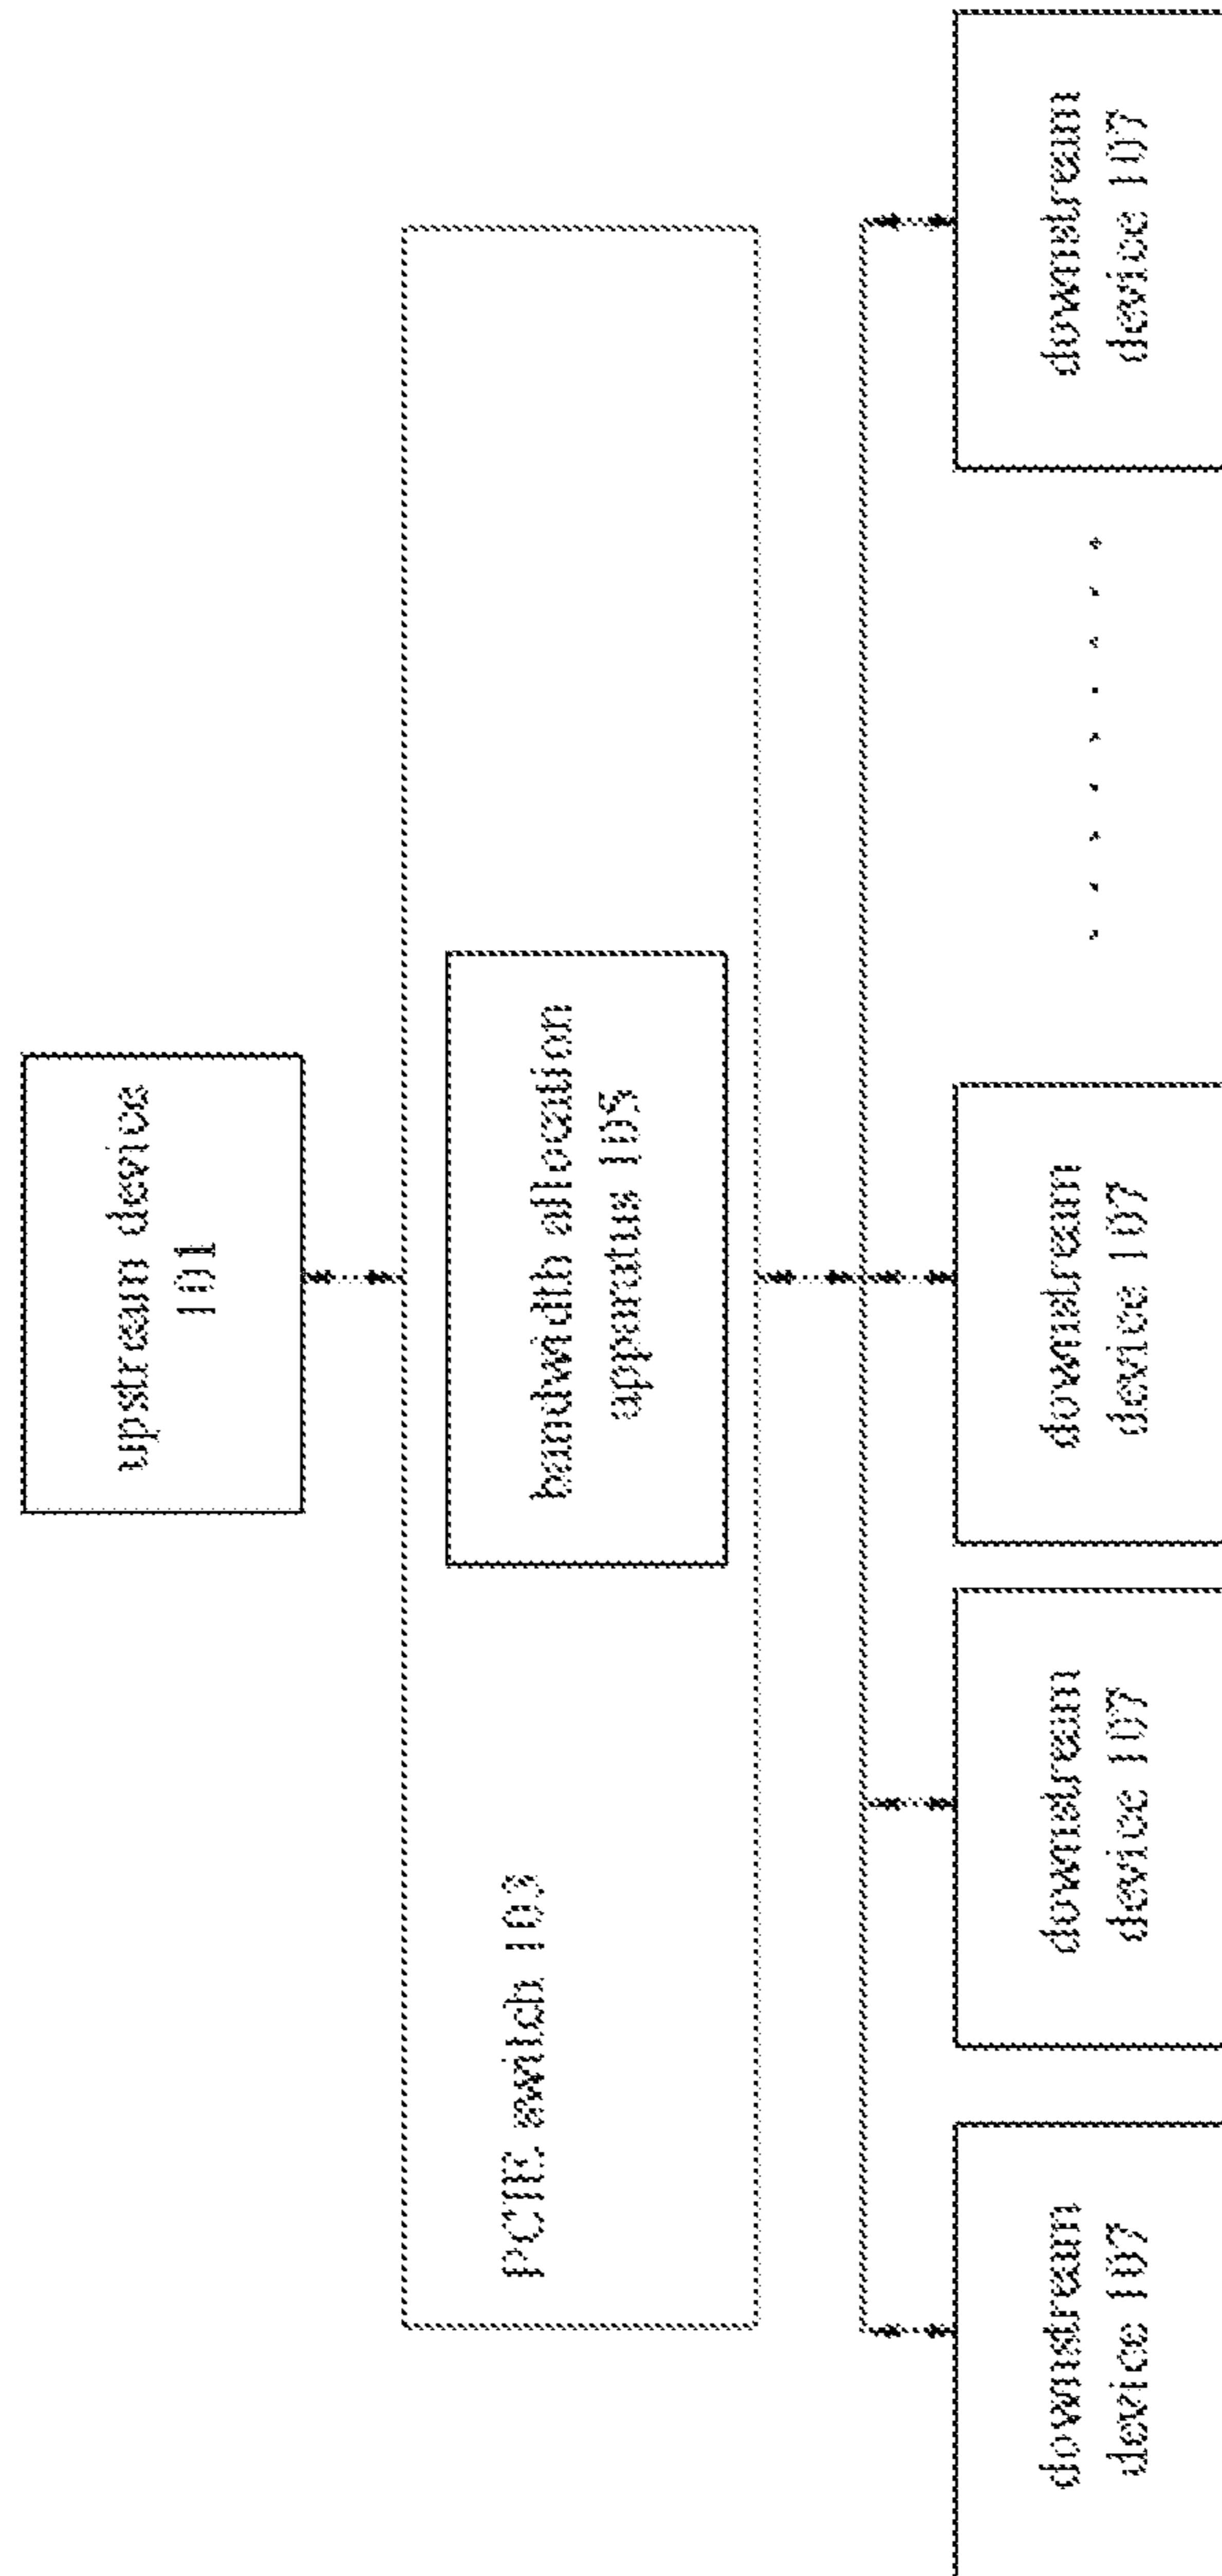 upstream device
101
PCIE switch 103
bandwidth allocation
apparatus 105
downstream
device 107
downstream
device 107
downstream
device 107
downstream
device 107